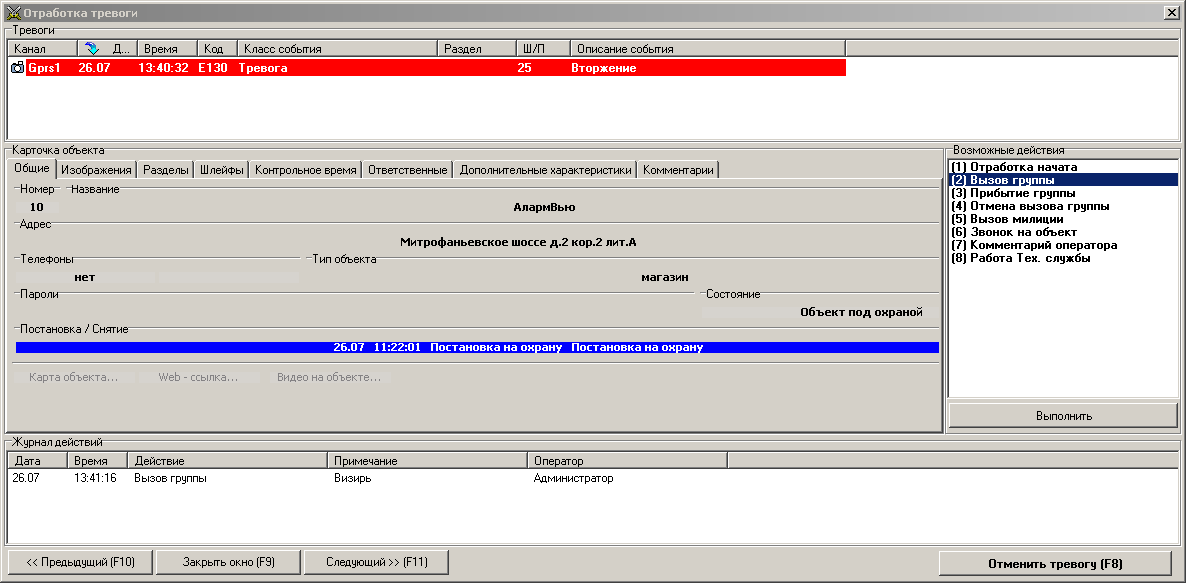 Отработка тревоги
Тревоги
Канал Д... Время Код Класс события Раздел Ш/П Описание события
Gprs1 26.07 13:40:32 E130 Тревога 25 Вторжение
Карточка объекта
Общие Изображения Разделы Шлейфы Контрольное время Ответственные Дополнительные характеристики Комментарии
Номер Название
10 АлармВью
Адрес
Митрофаньевское шоссе д.2 кор.2 лит.А
Телефоны Тип объекта
нет магазин
Пароли Состояние
Объект под охраной
Постановка / Снятие
26.07 11:22:01 Постановка на охрану Постановка на охрану
Карта объекта... Web - ссылка... Видео на объекте...
Возможные действия
(1) Отработка начата
(2) Вызов группы
(3) Прибытие группы
(4) Отмена вызова группы
(5) Вызов милиции
(6) Звонок на объект
(7) Комментарий оператора
(8) Работа Тех. службы
Выполнить
Журнал действий
Дата Время Действие Примечание Оператор
26.07 13:41:16 Вызов группы Визирь Администратор
<< Предыдущий (F10) Закрыть окно (F9) Следующий >> (F11) Отменить тревогу (F8)